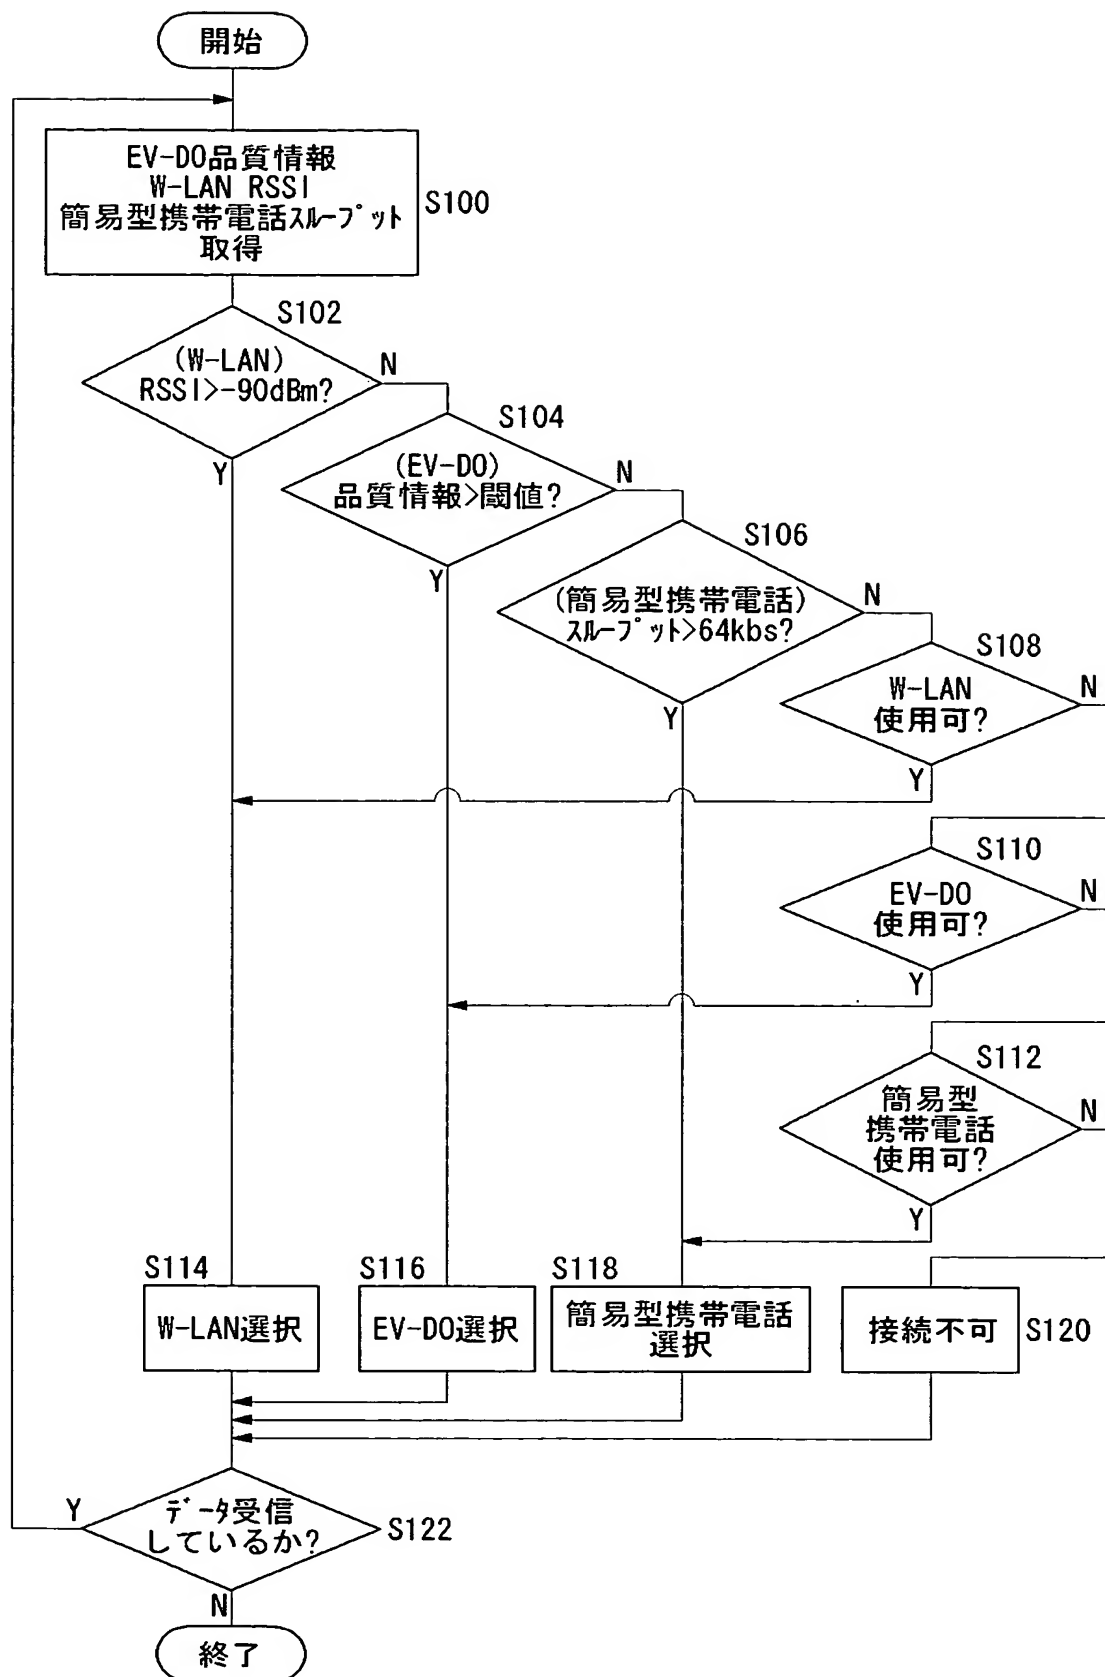 開始
EV-DO品質情報
W-LAN RSSI
簡易型携帯電話スループット
取得
S100
S102
(W-LAN)
RSSI>-90dBm?
N
Y
S104
(EV-DO)
品質情報>閾値?
N
Y
S106
(簡易型携帯電話)
スループット>64kbs?
N
Y
S108
W-LAN
使用可?
N
Y
S110
EV-DO
使用可?
N
Y
S112
簡易型
携帯電話
使用可?
N
Y
S114
W-LAN選択
S116
EV-DO選択
S118
簡易型携帯電話
選択
接続不可
S120
Y
データ受信
しているか?
S122
N
終了